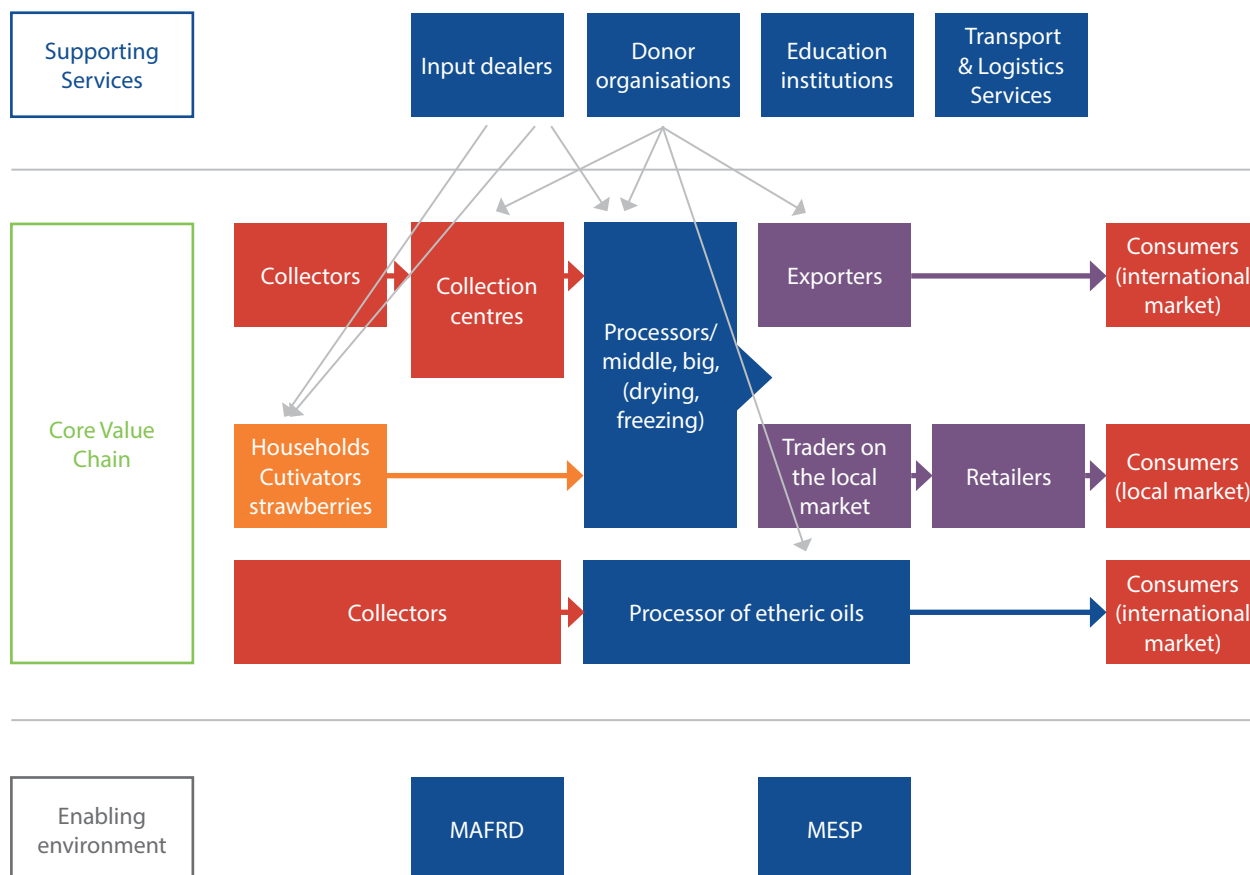 Supporting
Services
Input dealers
Donor
organisations
Education
institutions
Transport
& Logistics
Services
Core Value
Chain
Collectors
Collection
centres
Processors/
middle, big,
(drying,
freezing)
Exporters
Consumers
(international
market)
Households
Cutivators
strawberries
Traders on
the local
market
Retailers
Consumers
(local market)
Collectors
Processor of etheric oils
Consumers
(international
market)
Enabling
environment
MAFRD
MESP